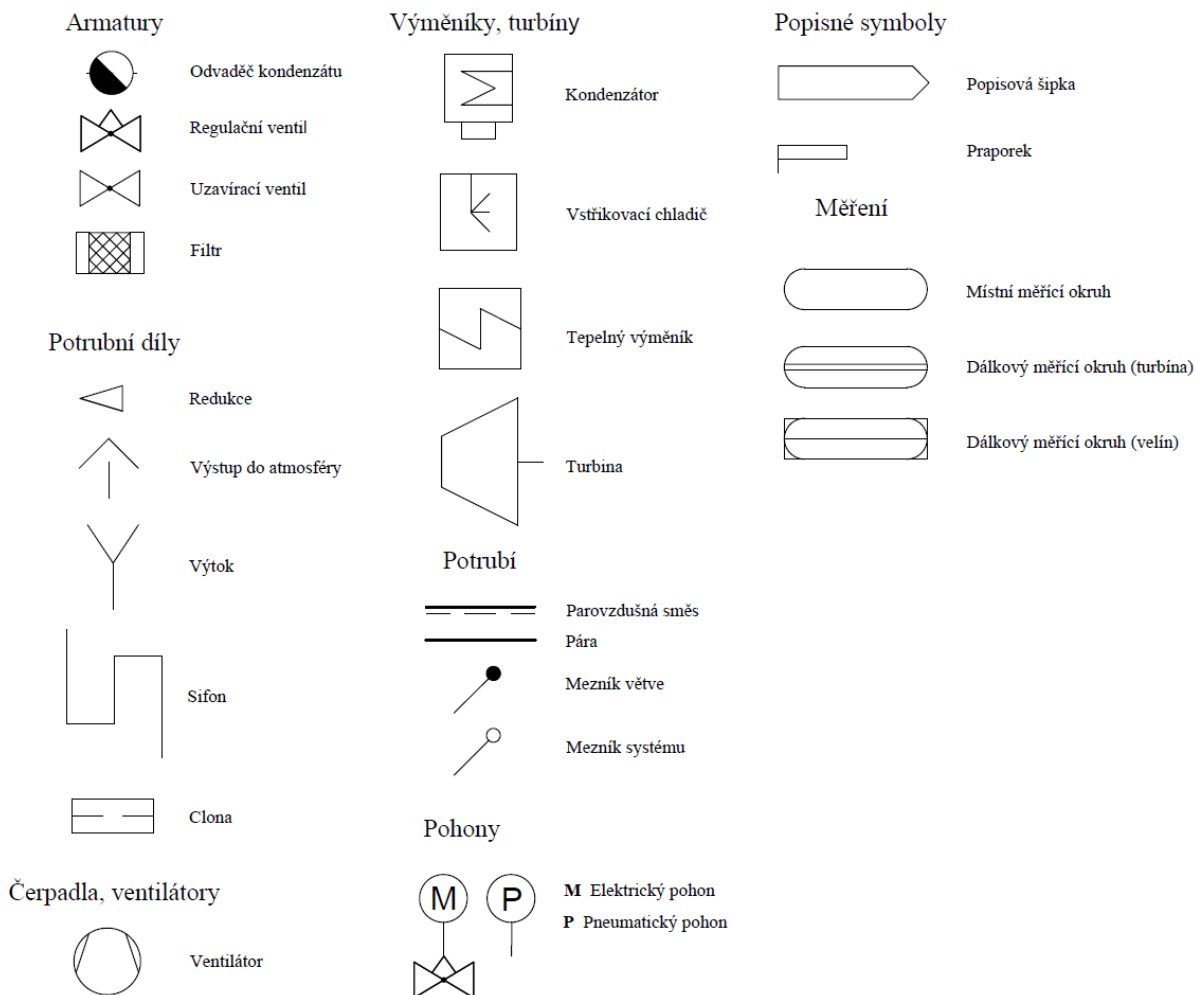 Armatury
Odvaděč kondenzátu
Regulační ventil
Uzavírací ventil
Filtr
Potrubní díly
Redukce
Výstup do atmosféry
Výtok
Sifon
Clona
Čerpadla, ventilátory
Ventilátor
Výměníky, turbíny
Kondenzátor
Vstřikovací chladič
Tepelný výměník
Turbina
Potrubí
Parovzdušná směs
Pára
Mezník větve
Mezník systému
Pohony
M P
M Elektrický pohon
P Pneumatický pohon
Popisné symboly
Popisová šipka
Praporek
Měření
Místní měřící okruh
Dálkový měřící okruh (turbína)
Dálkový měřící okruh (velín)